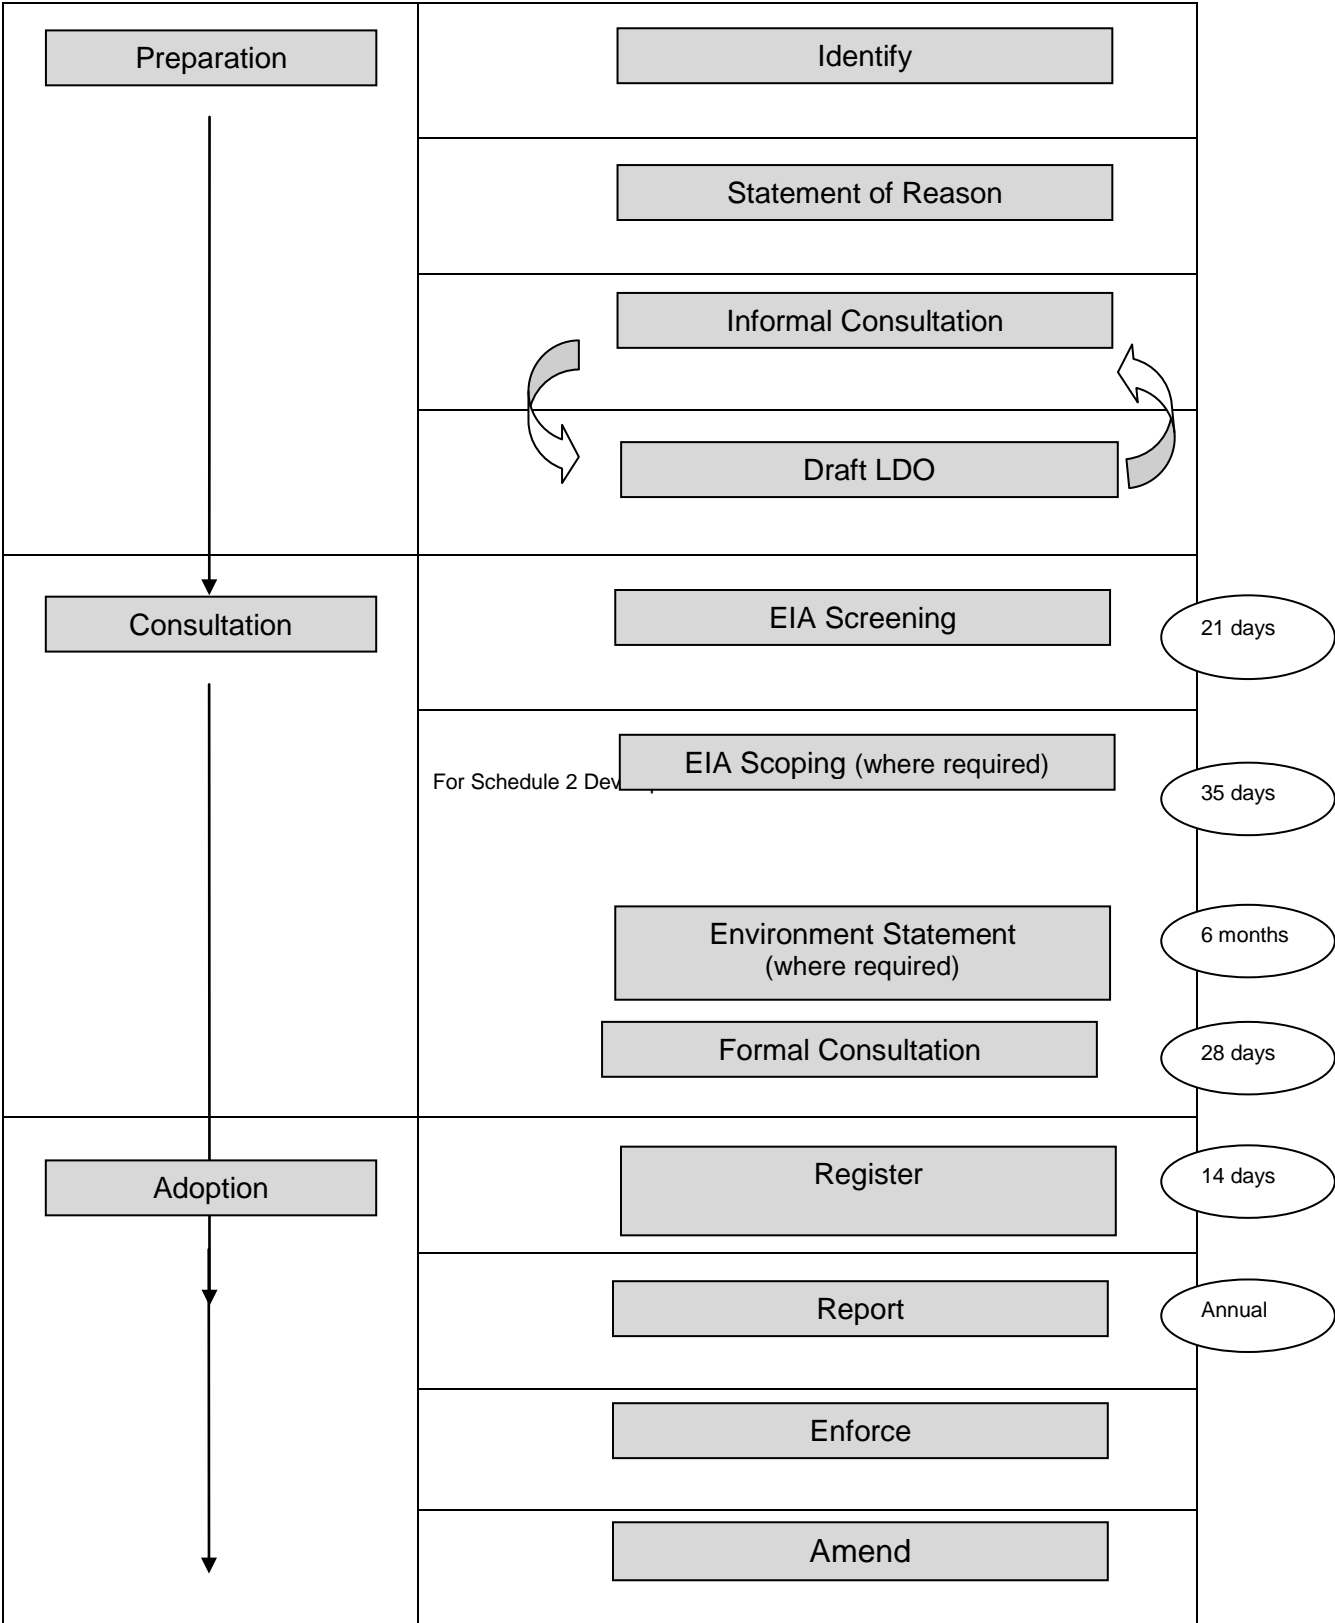 Preparation
Identify
Statement of Reason
Informal Consultation
Draft LDO
Consultation
EIA Screening
21 days
EIA Scoping (where required)
For Schedule 2
35 days
Environment Statement
(where required)
6 months
Formal Consultation
28 days
Adoption
Register
14 days
Report
Annual
Enforce
Amend